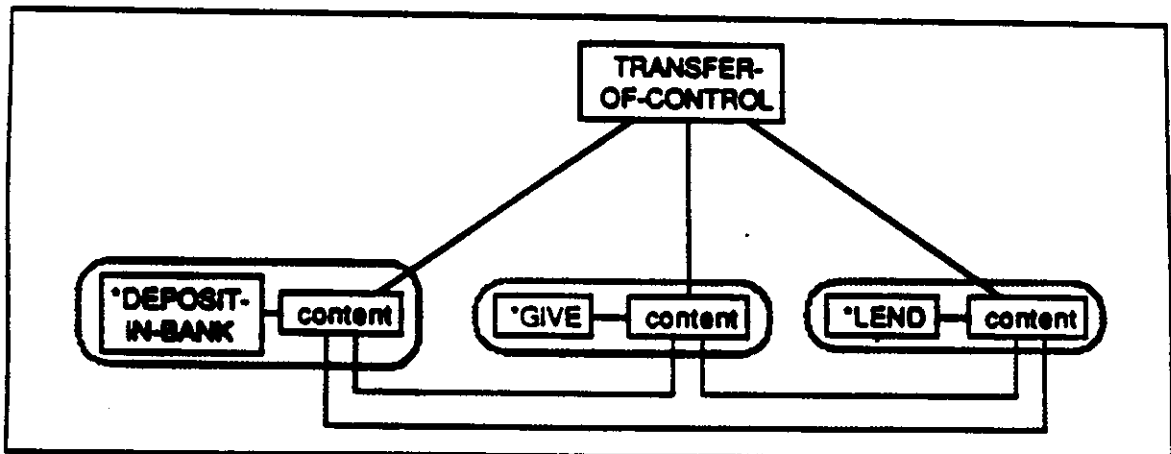 TRANSFER-
OF-CONTROL
*DEPOSIT-
IN-BANK
content
*GIVE
content
*LEND
content